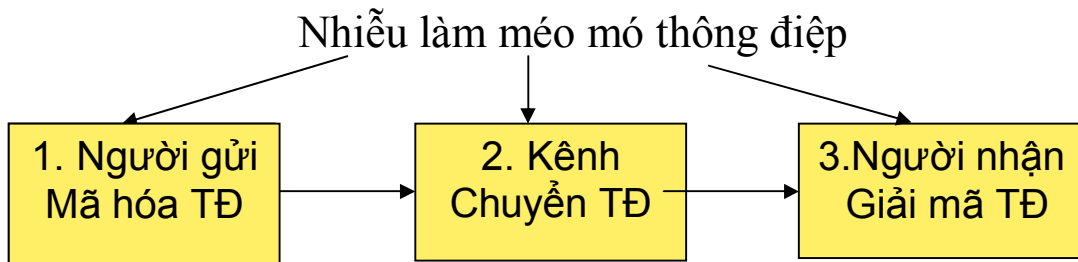 Nhiễu làm méo mó thông điệp
1. Người gửi
Mã hóa TĐ
2. Kênh
Chuyển TĐ
3.Người nhận
Giải mã TĐ